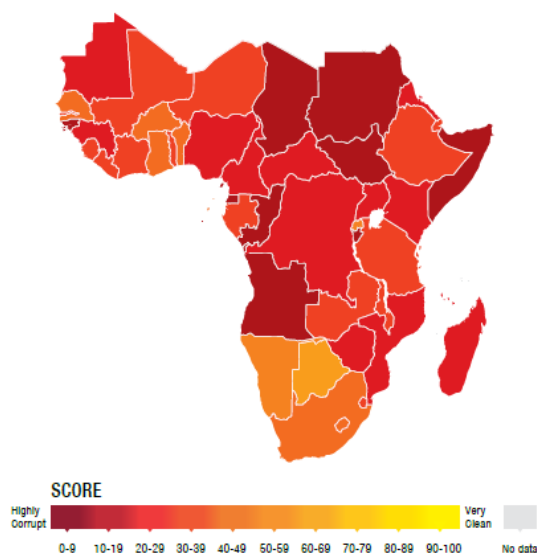 SCORE
Highly
Corrupt
Very
Clean
0-9 10-19 20-29 30-39 40-49 50-59 60-69 70-79 80-89 90-100 No data